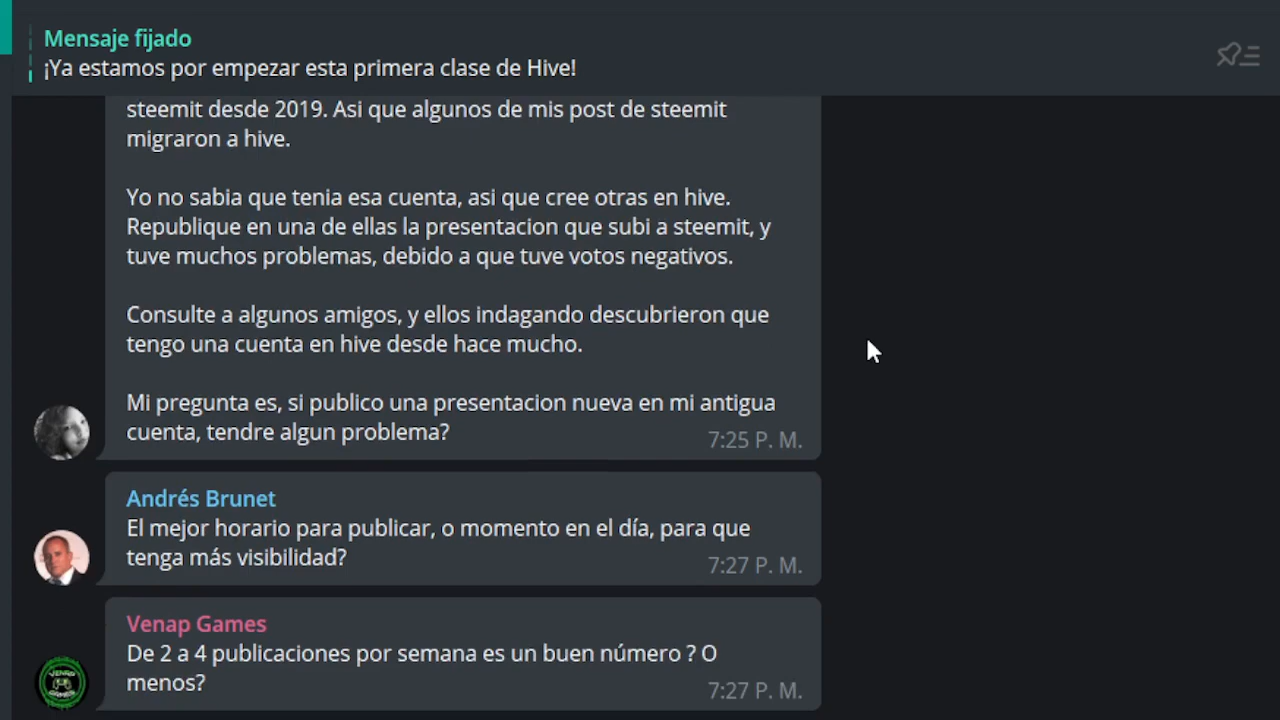 Mensaje fijado
¡Ya estamos por empezar esta primera clase de Hive!
steemit desde 2019. Asi que algunos de mis post de steemit
migraron a hive.
Yo no sabia que tenia esa cuenta, asi que cree otras en hive.
Republique en una de ellas la presentacion que subi a steemit, y
tuve muchos problemas, debido a que tuve votos negativos.
Consulte a algunos amigos, y ellos indagando descubrieron que
tengo una cuenta en hive desde hace mucho.
Mi pregunta es, si publico una presentacion nueva en mi antigua
cuenta, tendre algun problema?
7:25 P. M.
Andrés Brunet
El mejor horario para publicar, o momento en el día, para que
tenga más visibilidad?
7:27 P. M.
Venap Games
De 2 a 4 publicaciones por semana es un buen número ? O
menos?
7:27 P. M.
VENAP
GAMES